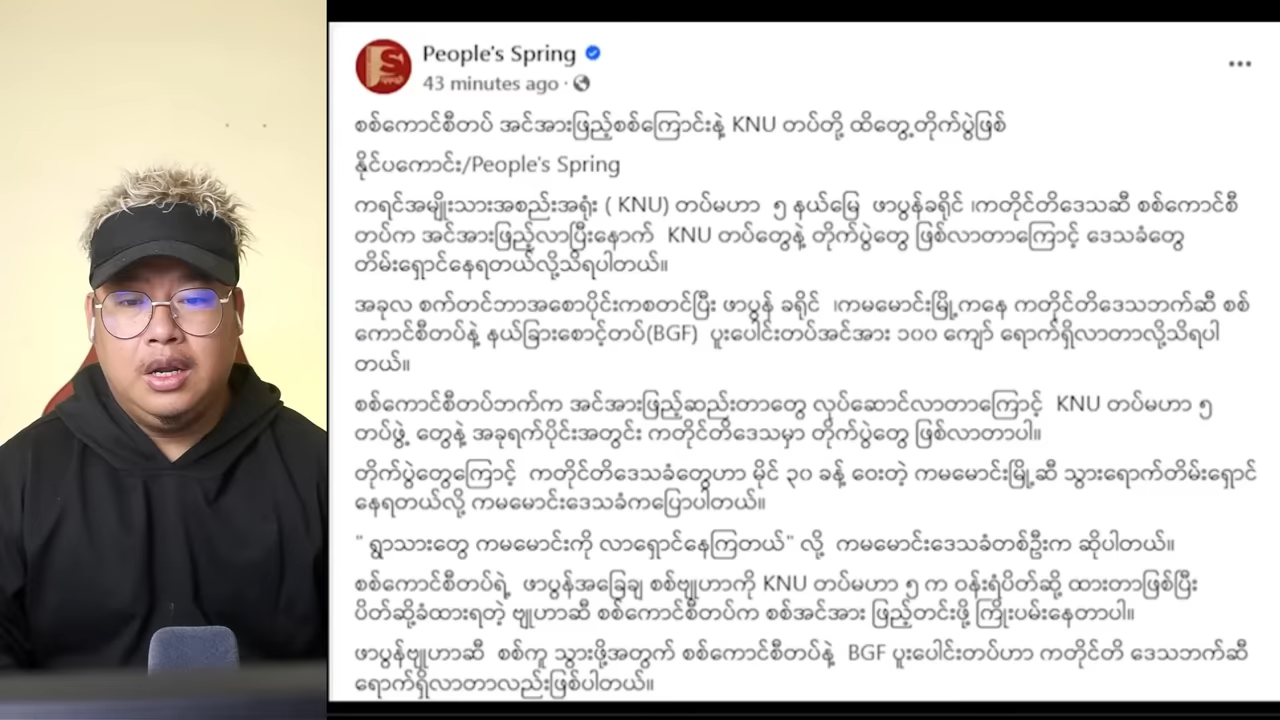 People's Spring
43 minutes ago ·
စစ်ကောင်စီတပ် အင်အားဖြည့်စစ်ကြောင်းနဲ့ KNU တပ်တို့ ထိတွေ့တိုက်ပွဲဖြစ်
နိုင်ပကောင်း/People's Spring
ကရင်အမျိုးသားအစည်းအရုံး ( KNU) တပ်မဟာ ၅ နယ်မြေ ဖာပွန်ခရိုင် ၊ကတိုင်တိဒေသဆီ စစ်ကောင်စီ
တပ်က အင်အားဖြည့်လာပြီးနောက် KNU တပ်တွေနဲ့ တိုက်ပွဲတွေ ဖြစ်လာတာကြောင့် ဒေသခံတွေ
တိမ်းရှောင်နေရတယ်လို့သိရပါတယ်။
အခုလ စက်တင်ဘာအစောပိုင်းကစတင်ပြီး ဖာပွန် ခရိုင် ၊ကမမောင်းမြို့ကနေ ကတိုင်တိဒေသဘက်ဆီ စစ်
ကောင်စီတပ်နဲ့ နယ်ခြားစောင့်တပ်(BGF) ပူးပေါင်းတပ်အင်အား ၁၀၀ ကျော် ရောက်ရှိလာတာလို့သိရပါ
တယ်။
စစ်ကောင်စီတပ်ဘက်က အင်အားဖြည့်ဆည်းတာတွေ လုပ်ဆောင်လာတာကြောင့် KNU တပ်မဟာ ၅
တပ်ဖွဲ့ တွေနဲ့ အခုရက်ပိုင်းအတွင်း ကတိုင်တိဒေသမှာ တိုက်ပွဲတွေ ဖြစ်လာတာပါ။
တိုက်ပွဲတွေကြောင့် ကတိုင်တိဒေသခံတွေဟာ မိုင် ၃၀ ခန့် ဝေးတဲ့ ကမမောင်းမြို့ဆီ သွားရောက်တိမ်းရှောင်
နေရတယ်လို့ ကမမောင်းဒေသခံကပြောပါတယ်။
" ရွာသားတွေ ကမမောင်းကို လာရှောင်နေကြတယ်" လို့ ကမမောင်းဒေသခံတစ်ဦးက ဆိုပါတယ်။
စစ်ကောင်စီတပ်ရဲ့ ဖာပွန်အခြေချ စစ်ဗျူဟာကို KNU တပ်မဟာ ၅ က ဝန်းရံပိတ်ဆို့ ထားတာဖြစ်ပြီး
ပိတ်ဆို့ခံထားရတဲ့ ဗျူဟာဆီ စစ်ကောင်စီတပ်က စစ်အင်အား ဖြည့်တင်းဖို့ ကြိုးပမ်းနေတာပါ။
ဖာပွန်ဗျူဟာဆီ စစ်ကူ သွားဖို့အတွက် စစ်ကောင်စီတပ်နဲ့ BGF ပူးပေါင်းတပ်ဟာ ကတိုင်တိ ဒေသဘက်ဆီ
ရောက်ရှိလာတာလည်းဖြစ်ပါတယ်။